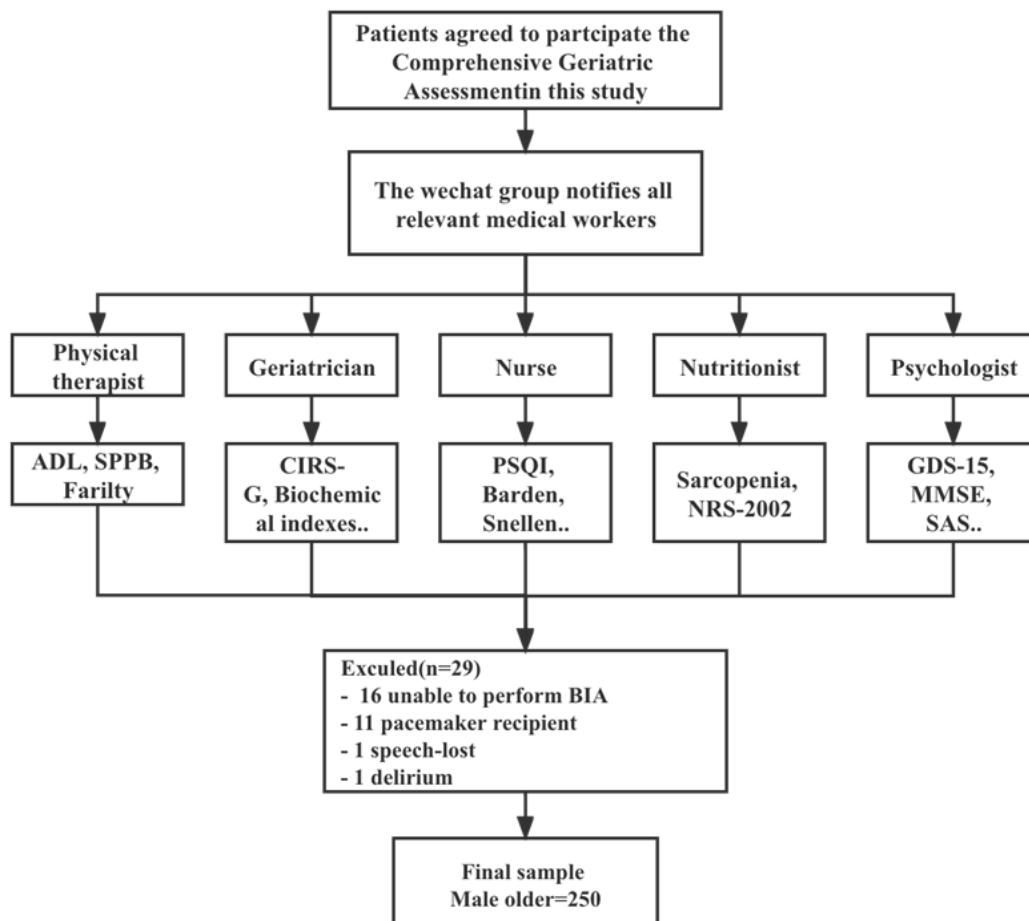 Patients agreed to partcipate the
Comprehensive Geriatric
Assessmentin this study
The wechat group notifies all
relevant medical workers
Physical
therapist
Geriatrician
Nurse
Nutritionist
Psychologist
ADL, SPPB,
Farilty
CIRS-
G, Biochemic
al indexes..
PSQI,
Barden,
Snellen..
Sarcopenia,
NRS-2002
GDS-15,
MMSE,
SAS..
Exculed(n=29)
- 16 unable to perform BIA
- 11 pacemaker recipient
- 1 speech-lost
- 1 delirium
Final sample
Male older=250